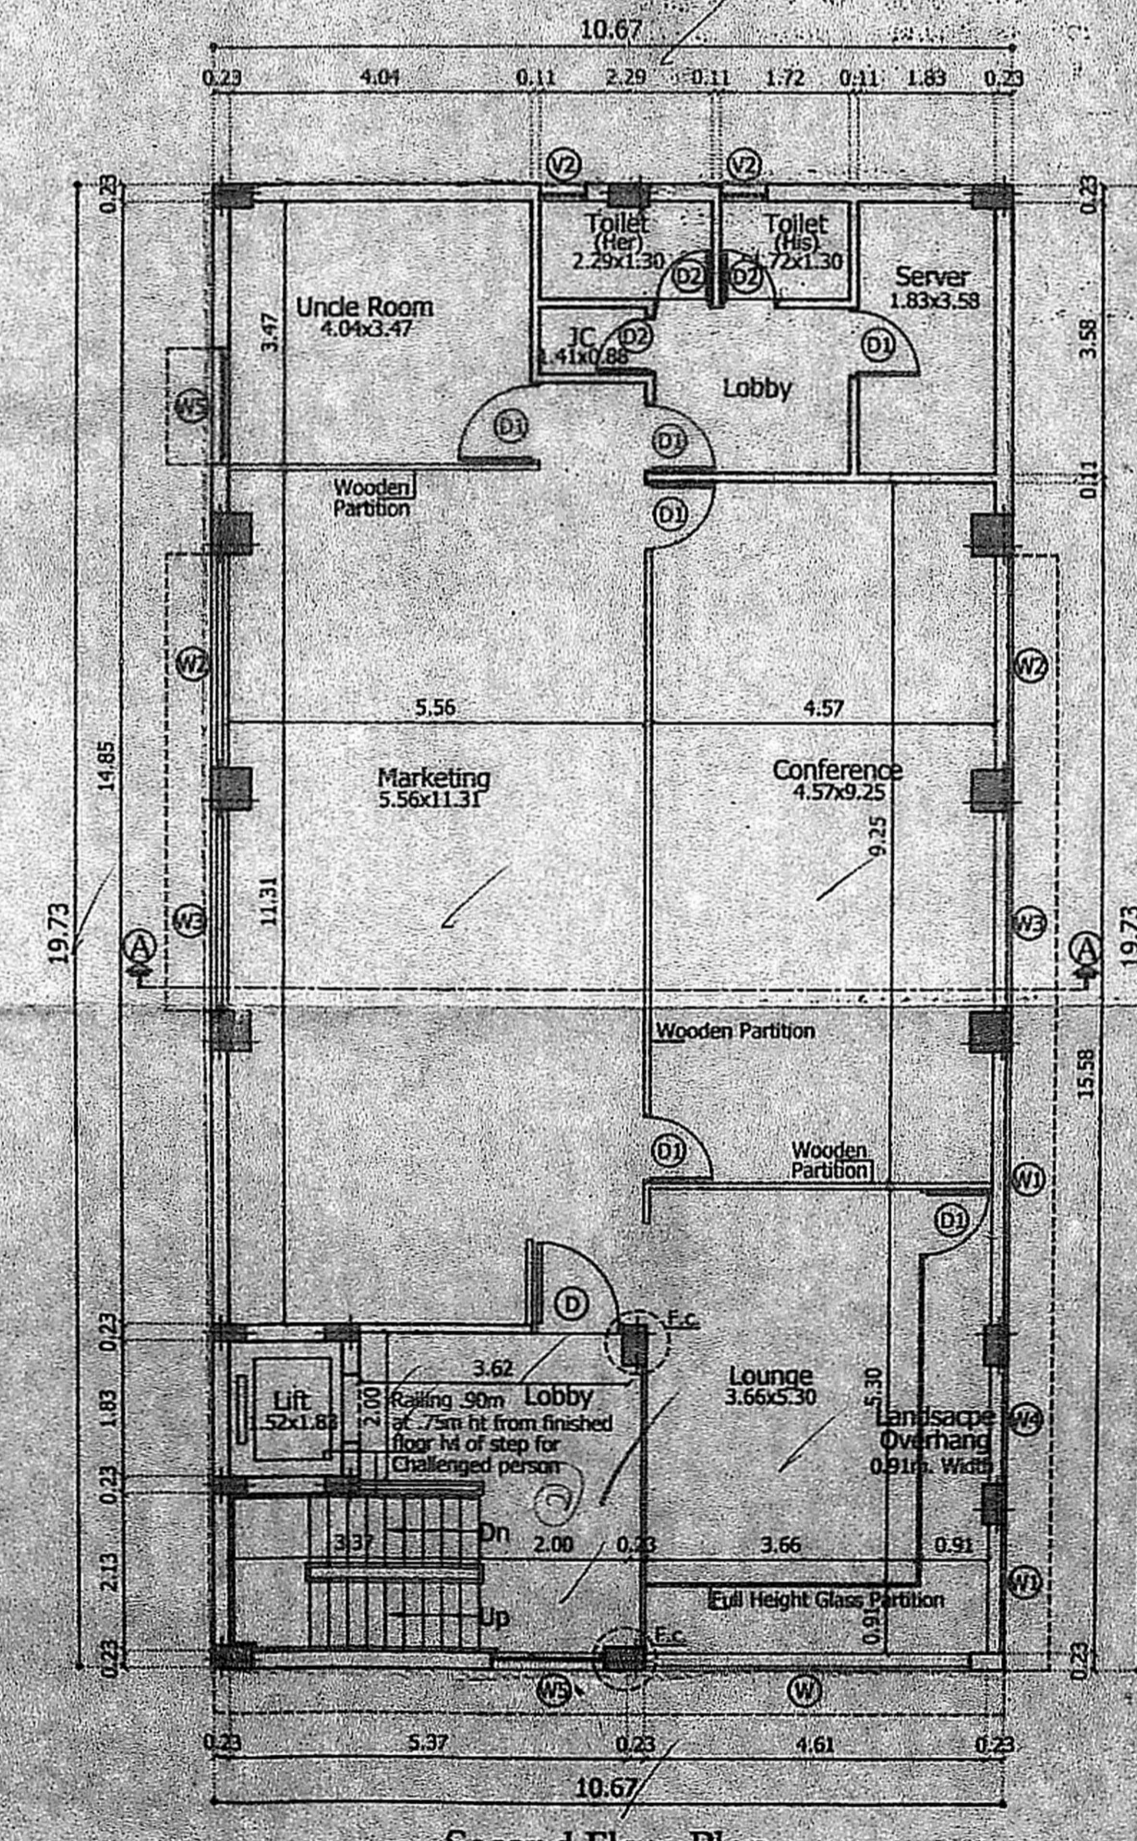 10.67
0.23 4.04 0.11 2.29 0.11 1.72 0.11 1.83 0.23
V2 V2
0.23 0.23
Toilet
(Her)
2.29x1.30
Toilet
(His)
1.72x1.30
D2 D2
Server
1.83x3.58
Uncle Room
4.04x3.47
3.47
JC
1.41x0.88
D2
D1
3.58
Lobby
W5
D1
D1
Wooden
Partition
D1
0.11
W2 W2
5.56 4.57
14.85
Marketing
5.56x11.31
Conference
4.57x9.25
9.25
11.31
W3 W3
19.73 19.73
A A
Wooden Partition
15.58
D1
Wooden
Partition
W1
D1
D
F.c
0.23
3.62
Lobby
Lift
1.52x1.83
1.83
2.00
Railing .90m
at .75m ht from finished
floor lvl of step for
Challenged person
Lounge
3.66x5.30
5.30
Landsacpe
Overhang
0.91m. Width
W4
0.23
Dn
3.37 2.00 0.23 3.66 0.91
2.13
Up
Full Height Glass Partition
0.91
W1
F.c
0.23 0.23
W5 W
0.23 5.37 0.23 4.61 0.23
10.67
Second Floor Plan